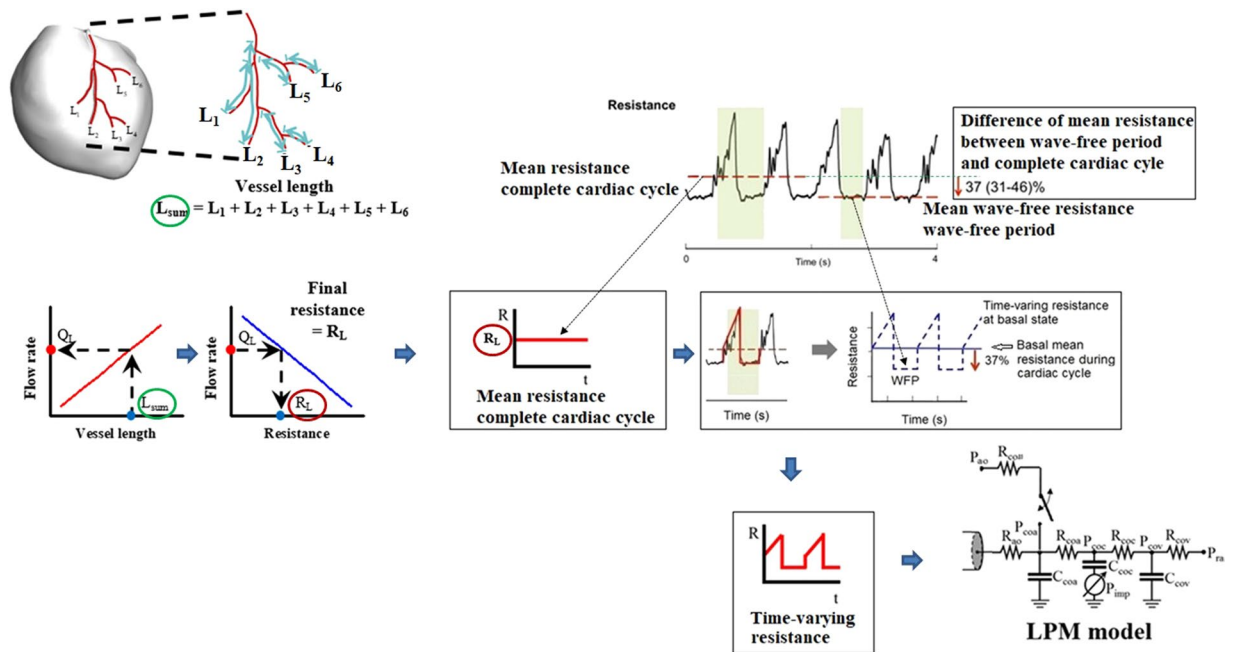 L1
L2
L3
L4
L5
L6
L1
L2
L3
L4
L5
L6
Vessel length
Lsum = L1 + L2 + L3 + L4 + L5 + L6
Resistance
Mean resistance
complete cardiac cycle
Difference of mean resistance
between wave-free period
and complete cardiac cyle
37 (31-46)%
Mean wave-free resistance
wave-free period
0
Time (s)
4
Flow rate
QL
Lsum
Vessel length
Flow rate
QL
RL
Resistance
Final
resistance
= RL
R
RL
t
Mean resistance
complete cardiac cycle
Time (s)
Resistance
WFP
Time (s)
Time-varing resistance
at basal state
Basal mean
resistance during
cardiac cycle
37%
R
t
Time-varying
resistance
Pao
Rcoll
Pcoa
Rao
Rcoa
Pcoc
Rcoc
Pcov
Rcov
Pra
Ccoa
Ccoc
Pimp
Ccov
LPM model